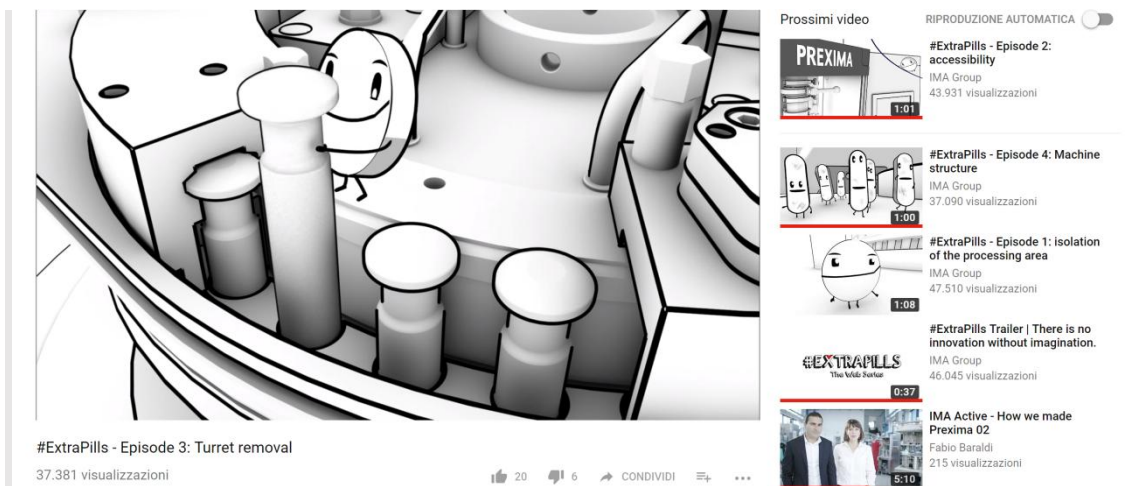 #ExtraPills - Episode 3: Turret removal
37.381 visualizzazioni
20
6
CONDIVIDI
Prossimi video
RIPRODUZIONE AUTOMATICA
PREXIMA
1:01
#ExtraPills - Episode 2:
accessibility
IMA Group
43.931 visualizzazioni
1:00
#ExtraPills - Episode 4: Machine
structure
IMA Group
37.090 visualizzazioni
1:08
#ExtraPills - Episode 1: isolation
of the processing area
IMA Group
47.510 visualizzazioni
#EXTRAPILLS
The Web Series
0:37
#ExtraPills Trailer | There is no
innovation without imagination.
IMA Group
46.045 visualizzazioni
5:10
IMA Active - How we made
Prexima 02
Fabio Baraldi
215 visualizzazioni